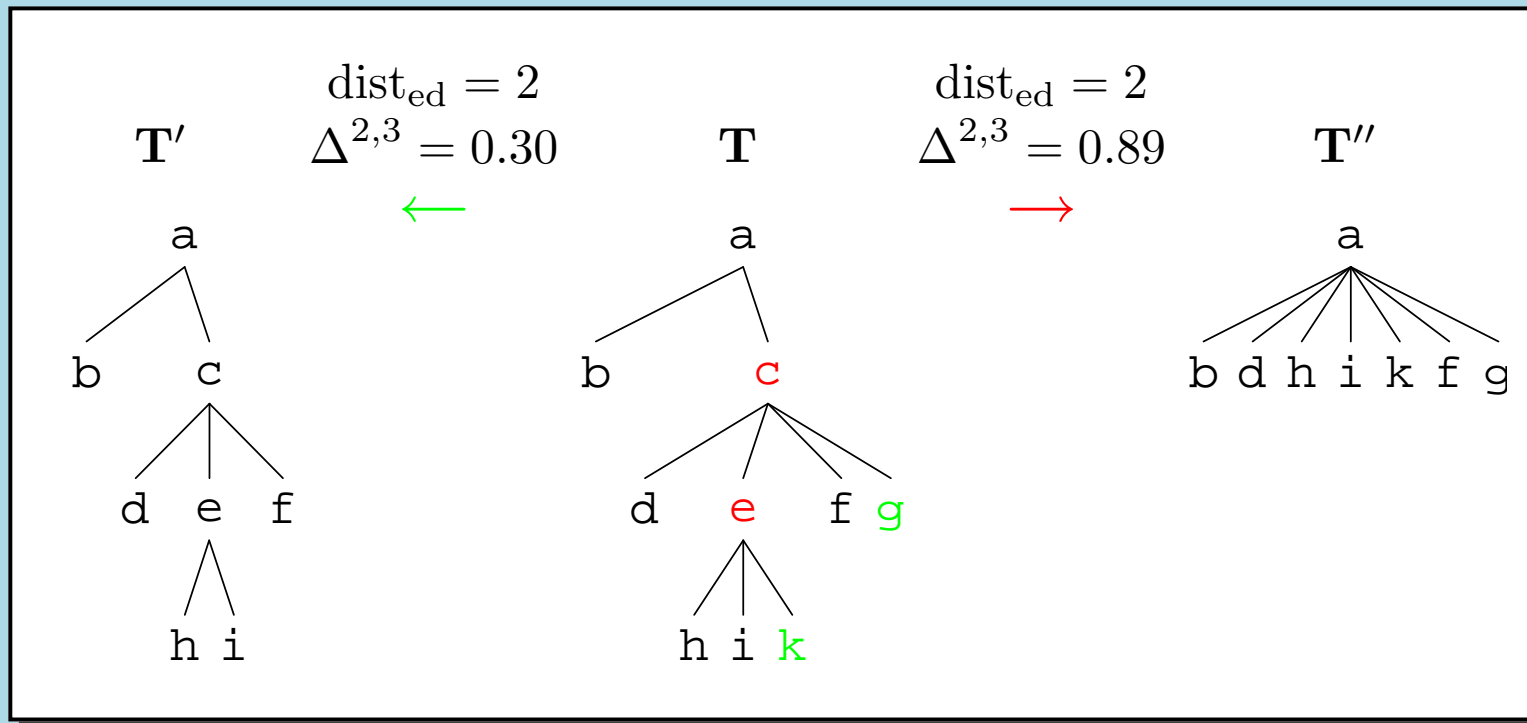 dist_ed = 2 dist_ed = 2
T′ Δ^{2,3} = 0.30 T Δ^{2,3} = 0.89 T″
← →
a a a
b c b c b d h i k f g
d e f d e f g
h i h i k